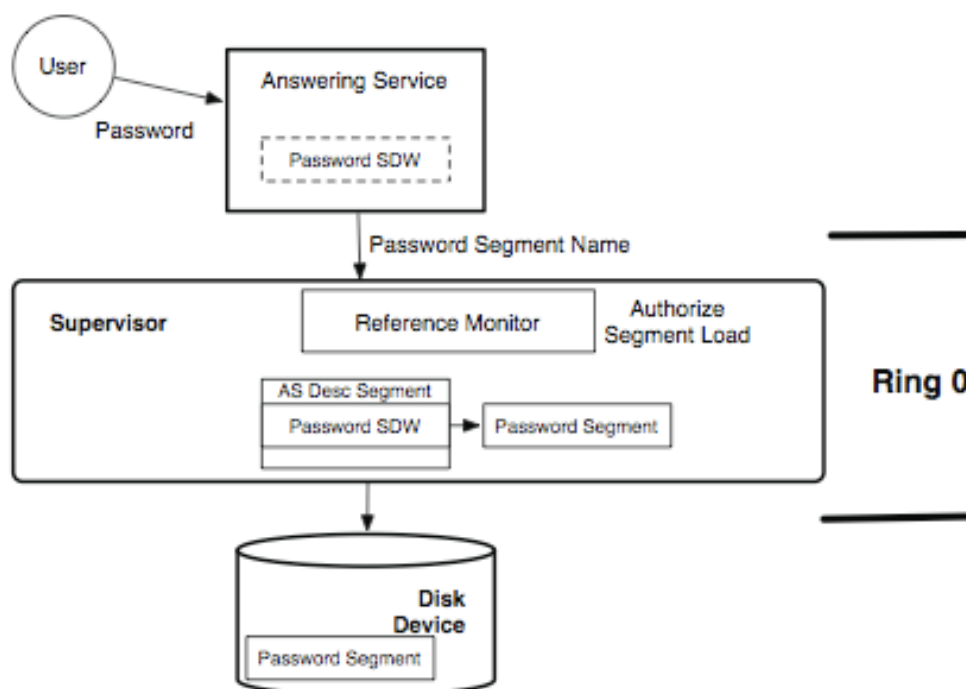 User
Answering Service
Password
Password SDW
Password Segment Name
Supervisor
Reference Monitor
Authorize
Segment Load
Ring 0
AS Desc Segment
Password SDW
Password Segment
Disk
Device
Password Segment